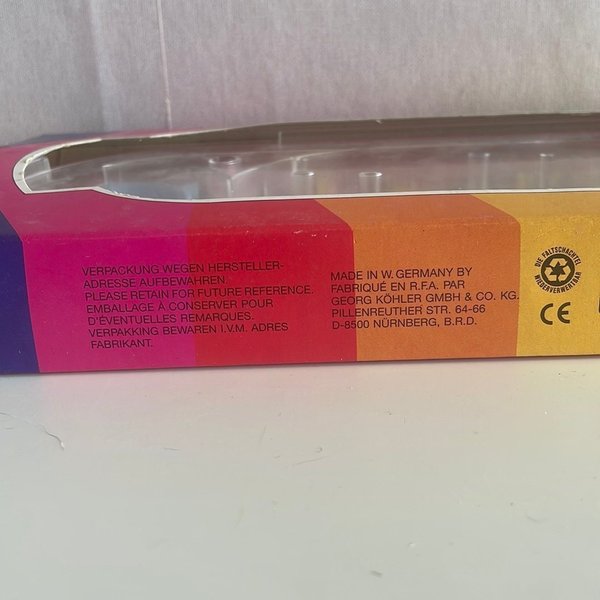 VERPACKUNG WEGEN HERSTELLER-
ADRESSE AUFBEWAHREN.
PLEASE RETAIN FOR FUTURE REFERENCE.
EMBALLAGE À CONSERVER POUR
D'ÉVENTUELLES REMARQUES.
VERPAKKING BEWAREN I.V.M. ADRES
FABRIKANT.
MADE IN W. GERMANY BY
FABRIQUÉ EN R.F.A. PAR
GEORG KÖHLER GMBH & CO. KG.
PILLENREUTHER STR. 64-66
D-8500 NÜRNBERG, B.R.D.
DIE FALTSCHACHTEL
WIEDERVERWERTBAR
CE